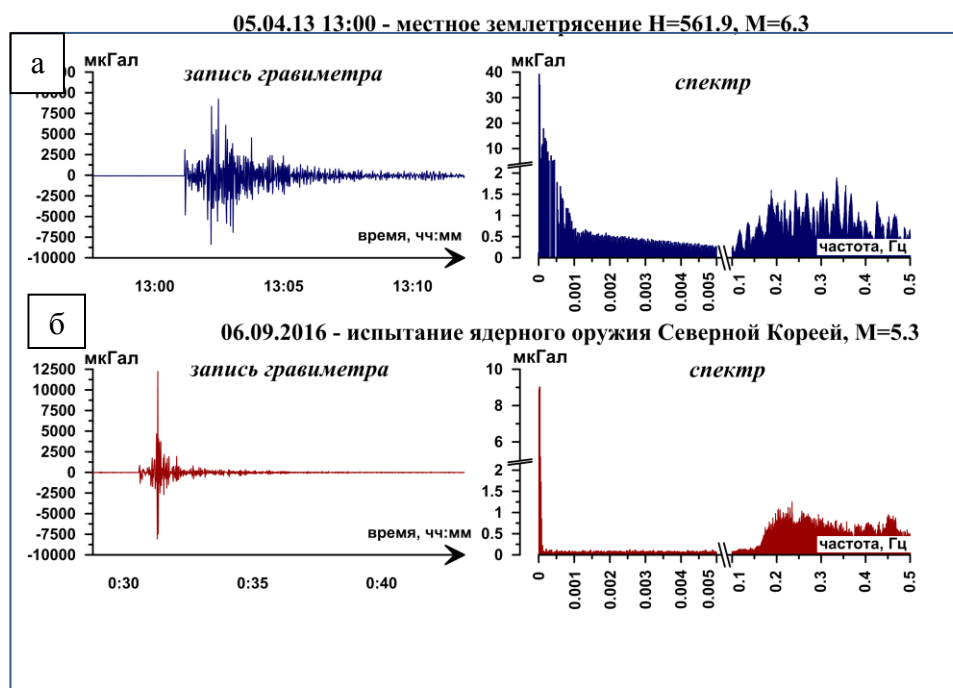 05.04.13 13:00 - местное землетрясение H=561.9, M=6.3
а
мкГал
запись гравиметра
10000
7500
5000
2500
0
-2500
-5000
-7500
-10000
время, чч:мм
13:00 13:05 13:10
мкГал
спектр
40
30
20
10
2
1.5
1
0.5
0
частота, Гц
0 0.001 0.002 0.003 0.004 0.005 0.1 0.2 0.3 0.4 0.5
б
06.09.2016 - испытание ядерного оружия Северной Кореей, M=5.3
мкГал
запись гравиметра
12500
10000
7500
5000
2500
0
-2500
-5000
-7500
-10000
время, чч:мм
0:30 0:35 0:40
мкГал
спектр
10
8
6
2
1.5
1
0.5
0
частота, Гц
0 0.001 0.002 0.003 0.004 0.005 0.1 0.2 0.3 0.4 0.5